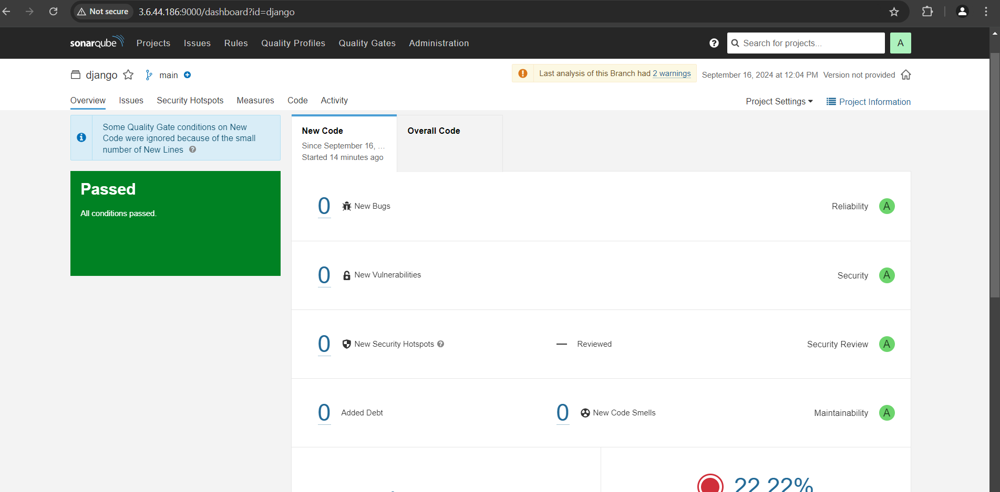 Not secure 3.6.44.186:9000/dashboard?id=django
sonarqube Projects Issues Rules Quality Profiles Quality Gates Administration Search for projects... A
django main Last analysis of this Branch had 2 warnings September 16, 2024 at 12:04 PM Version not provided
Overview Issues Security Hotspots Measures Code Activity Project Settings Project Information
Some Quality Gate conditions on New
Code were ignored because of the small
number of New Lines
Passed
All conditions passed.
New Code
Since September 16, ...
Started 14 minutes ago
Overall Code
0 New Bugs Reliability A
0 New Vulnerabilities Security A
0 New Security Hotspots Reviewed Security Review A
0 Added Debt 0 New Code Smells Maintainability A
22.22%